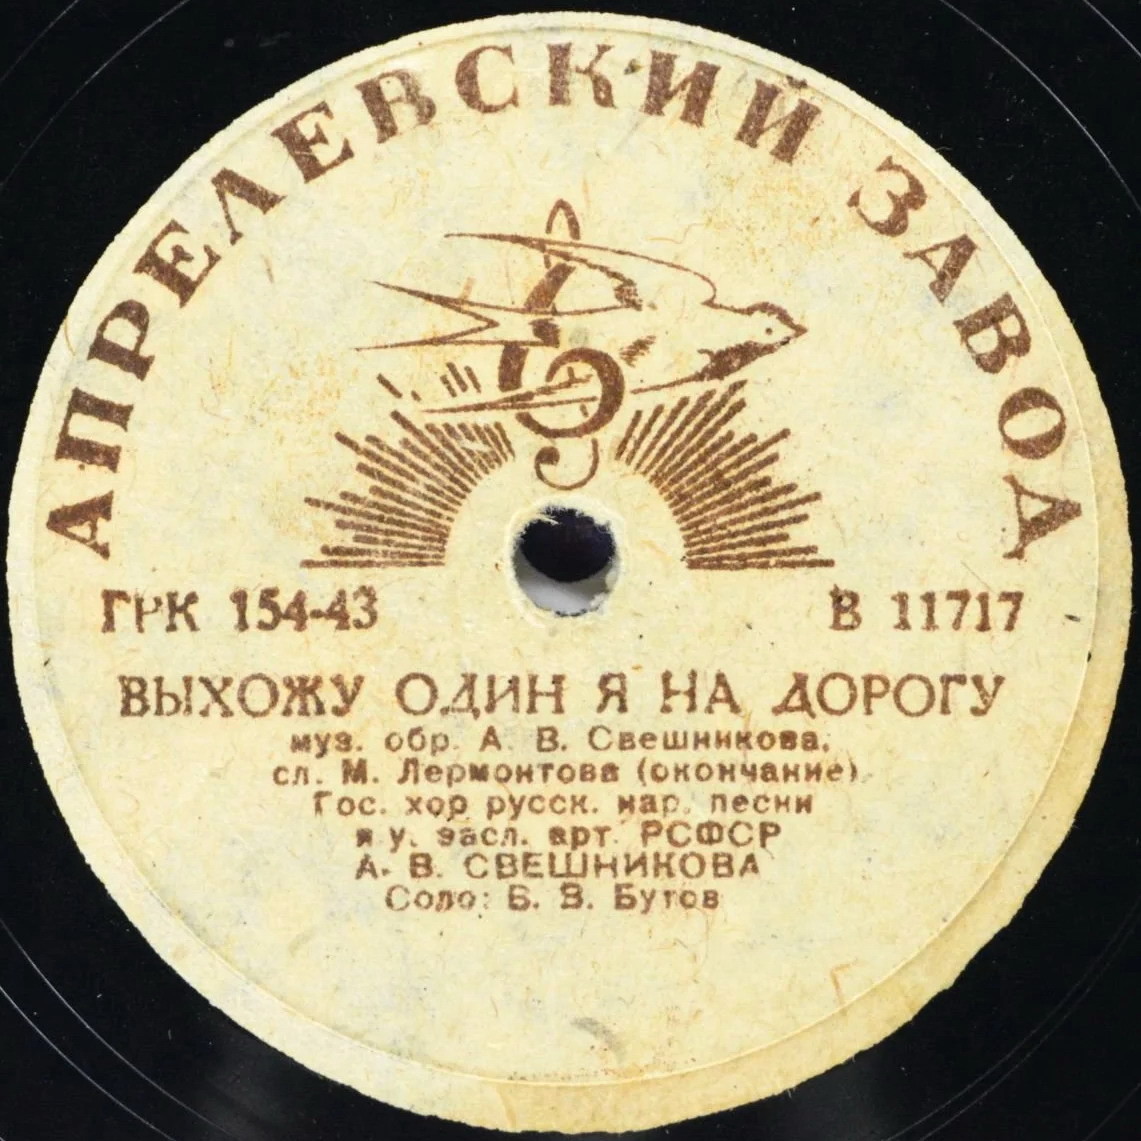 АПРЕЛЕВСКИЙ ЗАВОД
ГРК 154-43
В 11717
ВЫХОЖУ ОДИН Я НА ДОРОГУ
муз. обр. А. В. Свешникова,
сл. М. Лермонтова (окончание)
Гос. хор русск. нар. песни
п/у. засл. арт. РСФСР
А. В. СВЕШНИКОВА
Соло: Б. В. Бутов